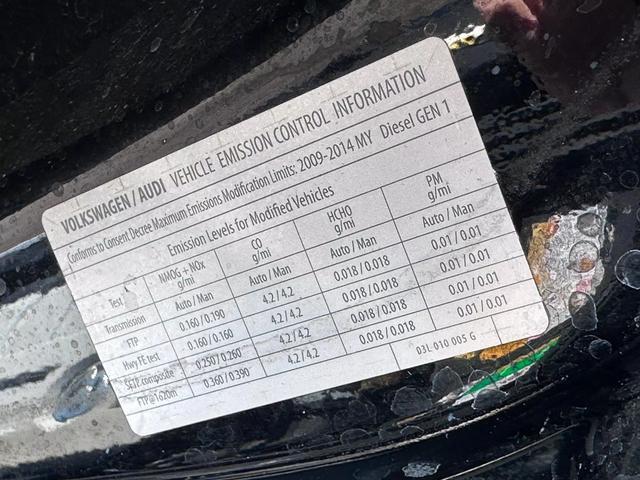 VOLKSWAGEN / AUDI VEHICLE EMISSION CONTROL INFORMATION
Conforms to Consent Decree Maximum Emissions Modification Limits: 2009-2014 MY Diesel GEN 1
Emission Levels for Modified Vehicles
Test NMOG + NOx g/mi CO g/mi HCHO g/mi PM g/mi
Transmission Auto / Man Auto / Man Auto / Man Auto / Man
FTP 0.160 / 0.190 4.2 / 4.2 0.018 / 0.018 0.01 / 0.01
Hwy FE test 0.160 / 0.160 4.2 / 4.2 0.018 / 0.018 0.01 / 0.01
SFTP composite 0.250 / 0.260 4.2 / 4.2 0.018 / 0.018 0.01 / 0.01
FTP@1620m 0.360 / 0.390 4.2 / 4.2 0.018 / 0.018 0.01 / 0.01
03L 010 005 G